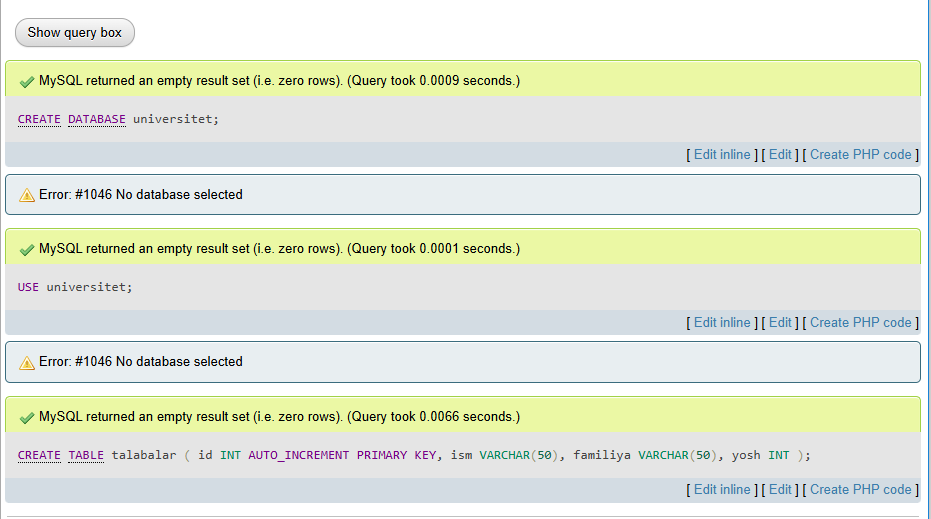 Show query box
MySQL returned an empty result set (i.e. zero rows). (Query took 0.0009 seconds.)
CREATE DATABASE universitet;
[ Edit inline ] [ Edit ] [ Create PHP code ]
Error: #1046 No database selected
MySQL returned an empty result set (i.e. zero rows). (Query took 0.0001 seconds.)
USE universitet;
[ Edit inline ] [ Edit ] [ Create PHP code ]
Error: #1046 No database selected
MySQL returned an empty result set (i.e. zero rows). (Query took 0.0066 seconds.)
CREATE TABLE talabalar ( id INT AUTO_INCREMENT PRIMARY KEY, ism VARCHAR(50), familiya VARCHAR(50), yosh INT );
[ Edit inline ] [ Edit ] [ Create PHP code ]